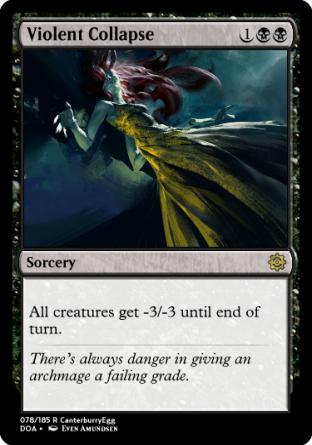 Violent Collapse 1
Sorcery
All creatures get -3/-3 until end of
turn.
There's always danger in giving an
archmage a failing grade.
078/185 R CanterburryEgg
DOA • Even Amundsen